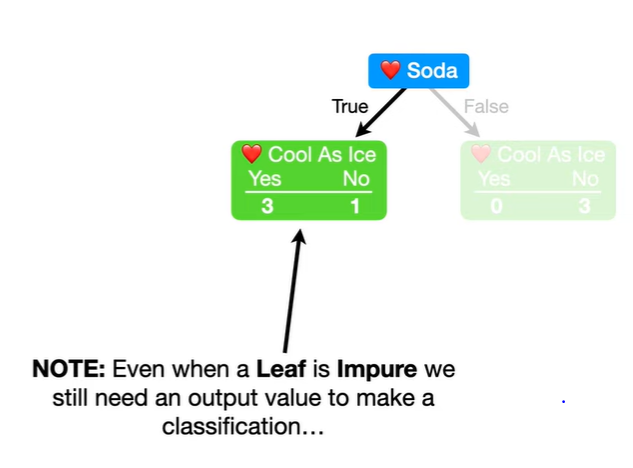 ❤️ Soda
True
False
❤️ Cool As Ice
Yes No
3 1
❤️ Cool As Ice
Yes No
0 3
NOTE: Even when a Leaf is Impure we
still need an output value to make a
classification…